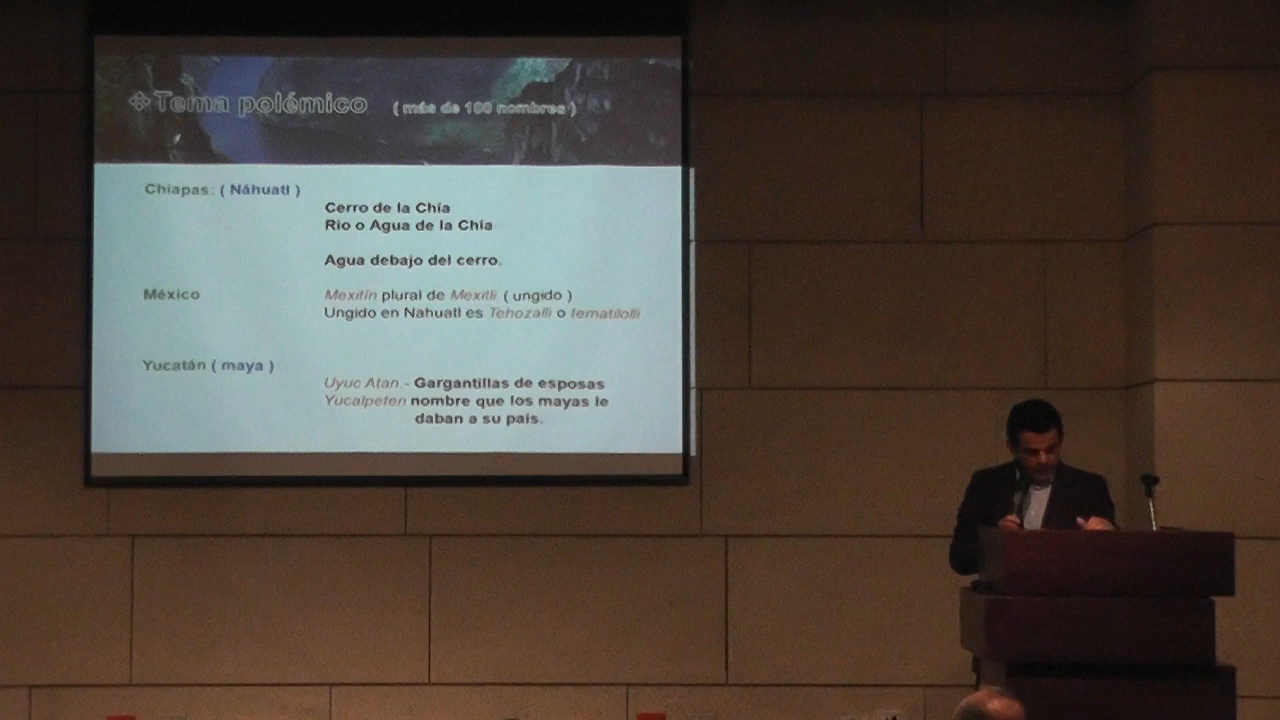 ❖Tema polémico ( más de 100 nombres )
Chiapas: ( Náhuatl )
Cerro de la Chía
Rio o Agua de la Chía
Agua debajo del cerro.
México Mexitín plural de Mexitli ( ungido )
Ungido en Nahuatl es Tehozalli o tematilolli
Yucatán ( maya )
Uyuc Atan.- Gargantillas de esposas
Yucalpeten nombre que los mayas le
daban a su país.